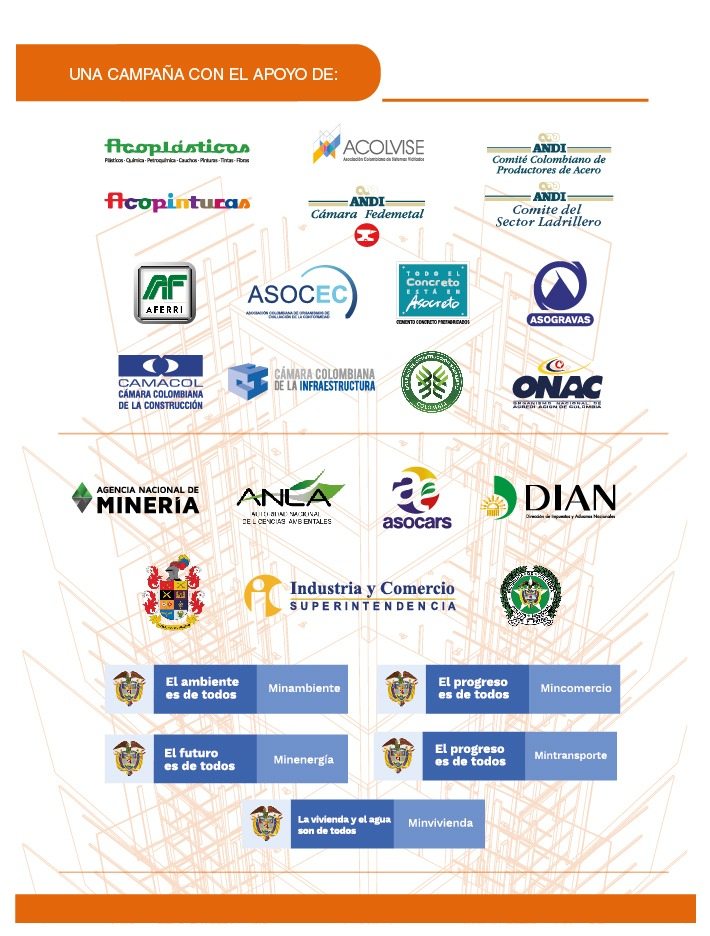 UNA CAMPAÑA CON EL APOYO DE:
Acoplásticos
Plásticos · Química · Petroquímica · Cauchos · Pinturas · Tintas · Fibras
ACOLVISE
Asociación Colombiana de Sistemas Vidriados
ANDI
Comité Colombiano de
Productores de Acero
Acopinturas
ANDI
Cámara Fedemetal
ANDI
Comite del
Sector Ladrillero
AF
AFERRI
ASOCEC
ASOCIACIÓN COLOMBIANA DE ORGANISMOS DE
EVALUACIÓN DE LA CONFORMIDAD
TODO EL
Concreto
ESTÁ EN
Asocreto
CEMENTO CONCRETO PREFABRICADOS
ASOGRAVAS
CAMACOL
CÁMARA COLOMBIANA
DE LA CONSTRUCCIÓN
CÁMARA COLOMBIANA
DE LA INFRAESTRUCTURA
COLOMBIA
ONAC
ORGANISMO NACIONAL DE
ACREDITACION DE COLOMBIA
AGENCIA NACIONAL DE
MINERÍA
ANLA
AUTORIDAD NACIONAL
DE LICENCIAS AMBIENTALES
asocars
DIAN
Dirección de Impuestos y Aduanas Nacionales
Industria y Comercio
SUPERINTENDENCIA
El ambiente
es de todos
Minambiente
El progreso
es de todos
Mincomercio
El futuro
es de todos
Minenergía
El progreso
es de todos
Mintransporte
La vivienda y el agua
son de todos
Minvivienda